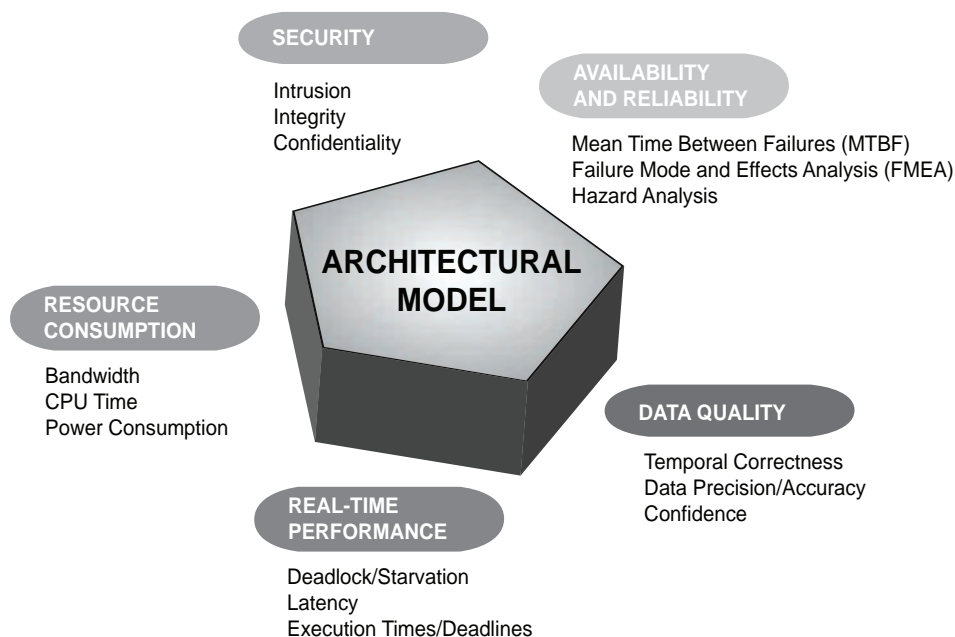 SECURITY
Intrusion
Integrity
Confidentiality
AVAILABILITY
AND RELIABILITY
Mean Time Between Failures (MTBF)
Failure Mode and Effects Analysis (FMEA)
Hazard Analysis
ARCHITECTURAL
MODEL
RESOURCE
CONSUMPTION
Bandwidth
CPU Time
Power Consumption
DATA QUALITY
Temporal Correctness
Data Precision/Accuracy
Confidence
REAL-TIME
PERFORMANCE
Deadlock/Starvation
Latency
Execution Times/Deadlines